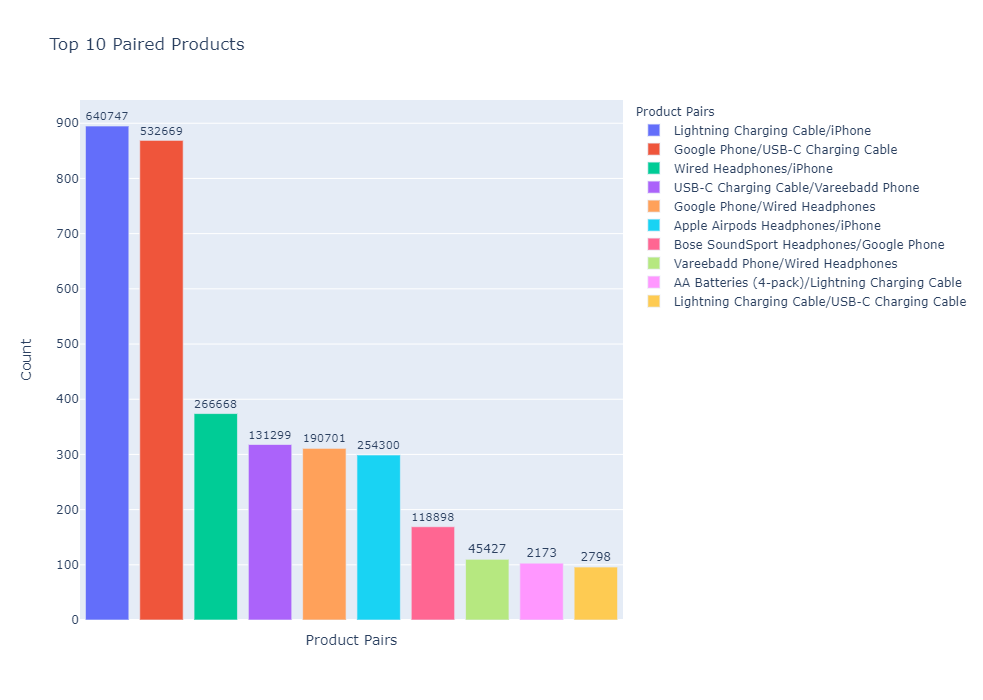 Top 10 Paired Products
Count
900
800
700
600
500
400
300
200
100
0
640747
532669
266668
131299
190701
254300
118898
45427
2173
2798
Product Pairs
Product Pairs
Lightning Charging Cable/iPhone
Google Phone/USB-C Charging Cable
Wired Headphones/iPhone
USB-C Charging Cable/Vareebadd Phone
Google Phone/Wired Headphones
Apple Airpods Headphones/iPhone
Bose SoundSport Headphones/Google Phone
Vareebadd Phone/Wired Headphones
AA Batteries (4-pack)/Lightning Charging Cable
Lightning Charging Cable/USB-C Charging Cable